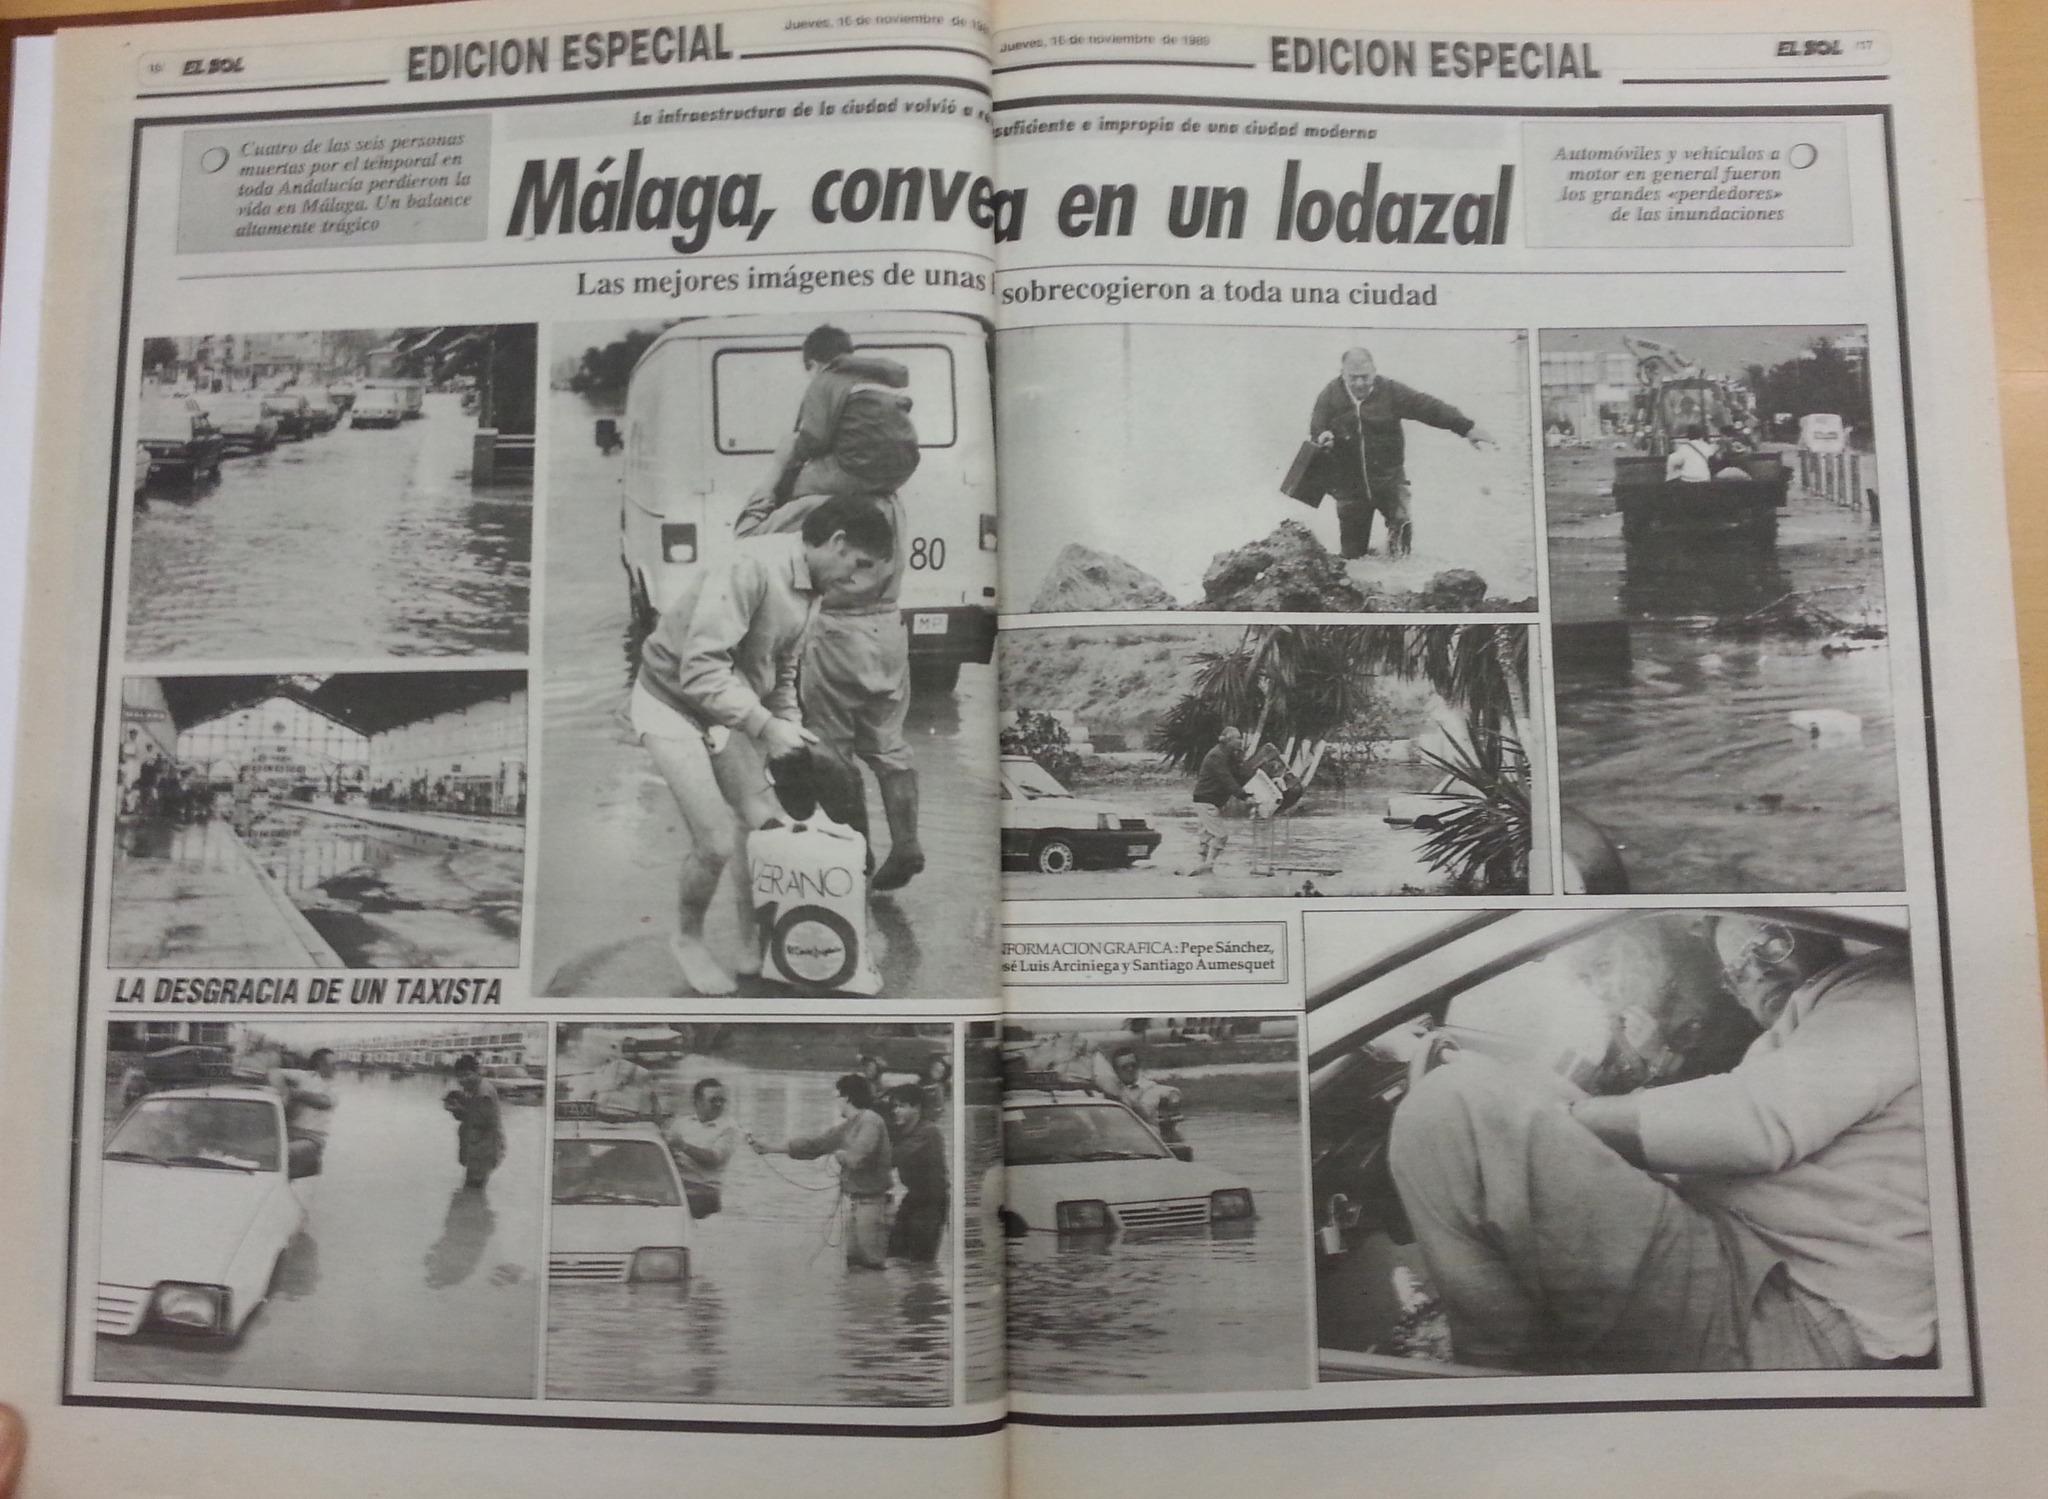 16 EL SOL
EDICION ESPECIAL
Jueves, 16 de noviembre de
Jueves, 16 de noviembre de 1989
EDICION ESPECIAL
EL SOL /17
La infraestructura de la ciudad volvió a
suficiente e impropia de una ciudad moderna
Cuatro de las seis personas
muertas por el temporal en
toda Andalucía perdieron la
vida en Málaga. Un balance
altamente trágico
Málaga, conve
a en un lodazal
Automóviles y vehículos a
motor en general fueron
los grandes «perdedores»
de las inundaciones
Las mejores imágenes de unas
sobrecogieron a toda una ciudad
80
MP
VERANO
10
MALAGA
NFORMACION GRAFICA: Pepe Sánchez,
sé Luis Arciniega y Santiago Aumesquet
LA DESGRACIA DE UN TAXISTA
TAXI